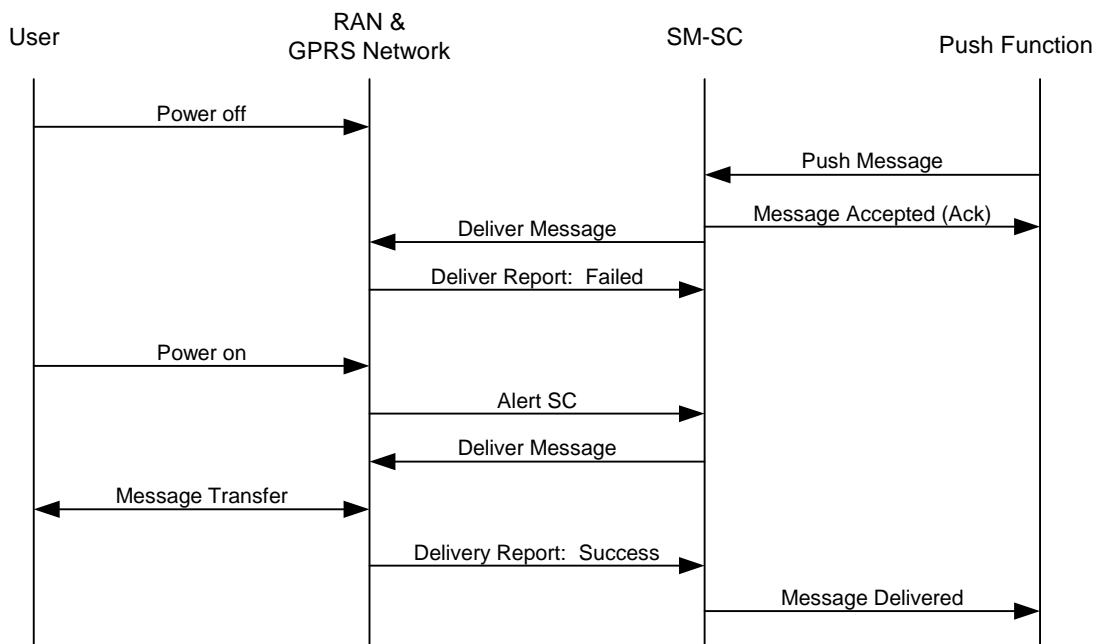 User
RAN &
GPRS Network
SM-SC
Push Function
Power off
Push Message
Message Accepted (Ack)
Deliver Message
Deliver Report:  Failed
Power on
Alert SC
Deliver Message
Message Transfer
Delivery Report:  Success
Message Delivered